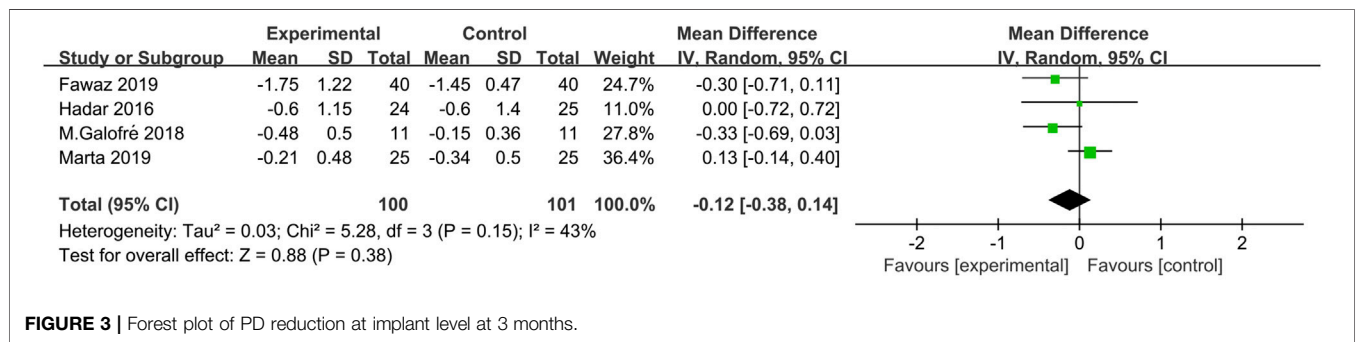 Experimental Control Mean Difference Mean Difference
Study or Subgroup Mean SD Total Mean SD Total Weight IV, Random, 95% CI IV, Random, 95% CI
Fawaz 2019 -1.75 1.22 40 -1.45 0.47 40 24.7% -0.30 [-0.71, 0.11]
Hadar 2016 -0.6 1.15 24 -0.6 1.4 25 11.0% 0.00 [-0.72, 0.72]
M.Galofré 2018 -0.48 0.5 11 -0.15 0.36 11 27.8% -0.33 [-0.69, 0.03]
Marta 2019 -0.21 0.48 25 -0.34 0.5 25 36.4% 0.13 [-0.14, 0.40]
Total (95% CI) 100 101 100.0% -0.12 [-0.38, 0.14]
Heterogeneity: Tau² = 0.03; Chi² = 5.28, df = 3 (P = 0.15); I² = 43%
Test for overall effect: Z = 0.88 (P = 0.38)
-2 -1 0 1 2
Favours [experimental] Favours [control]
FIGURE 3 | Forest plot of PD reduction at implant level at 3 months.